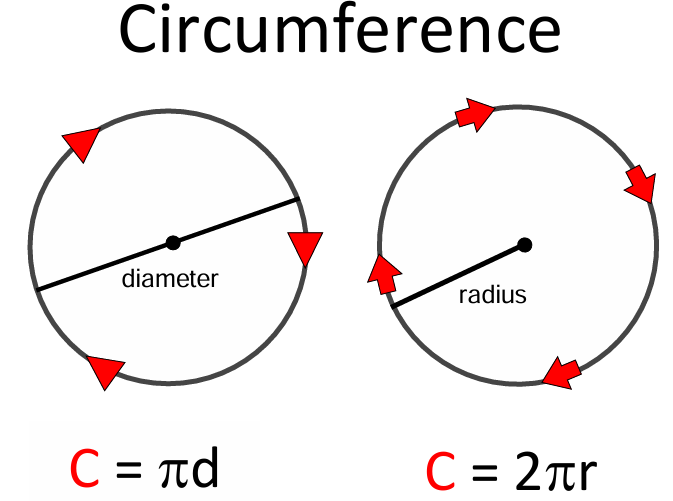 Circumference
diameter
radius
C = πd
C = 2πr